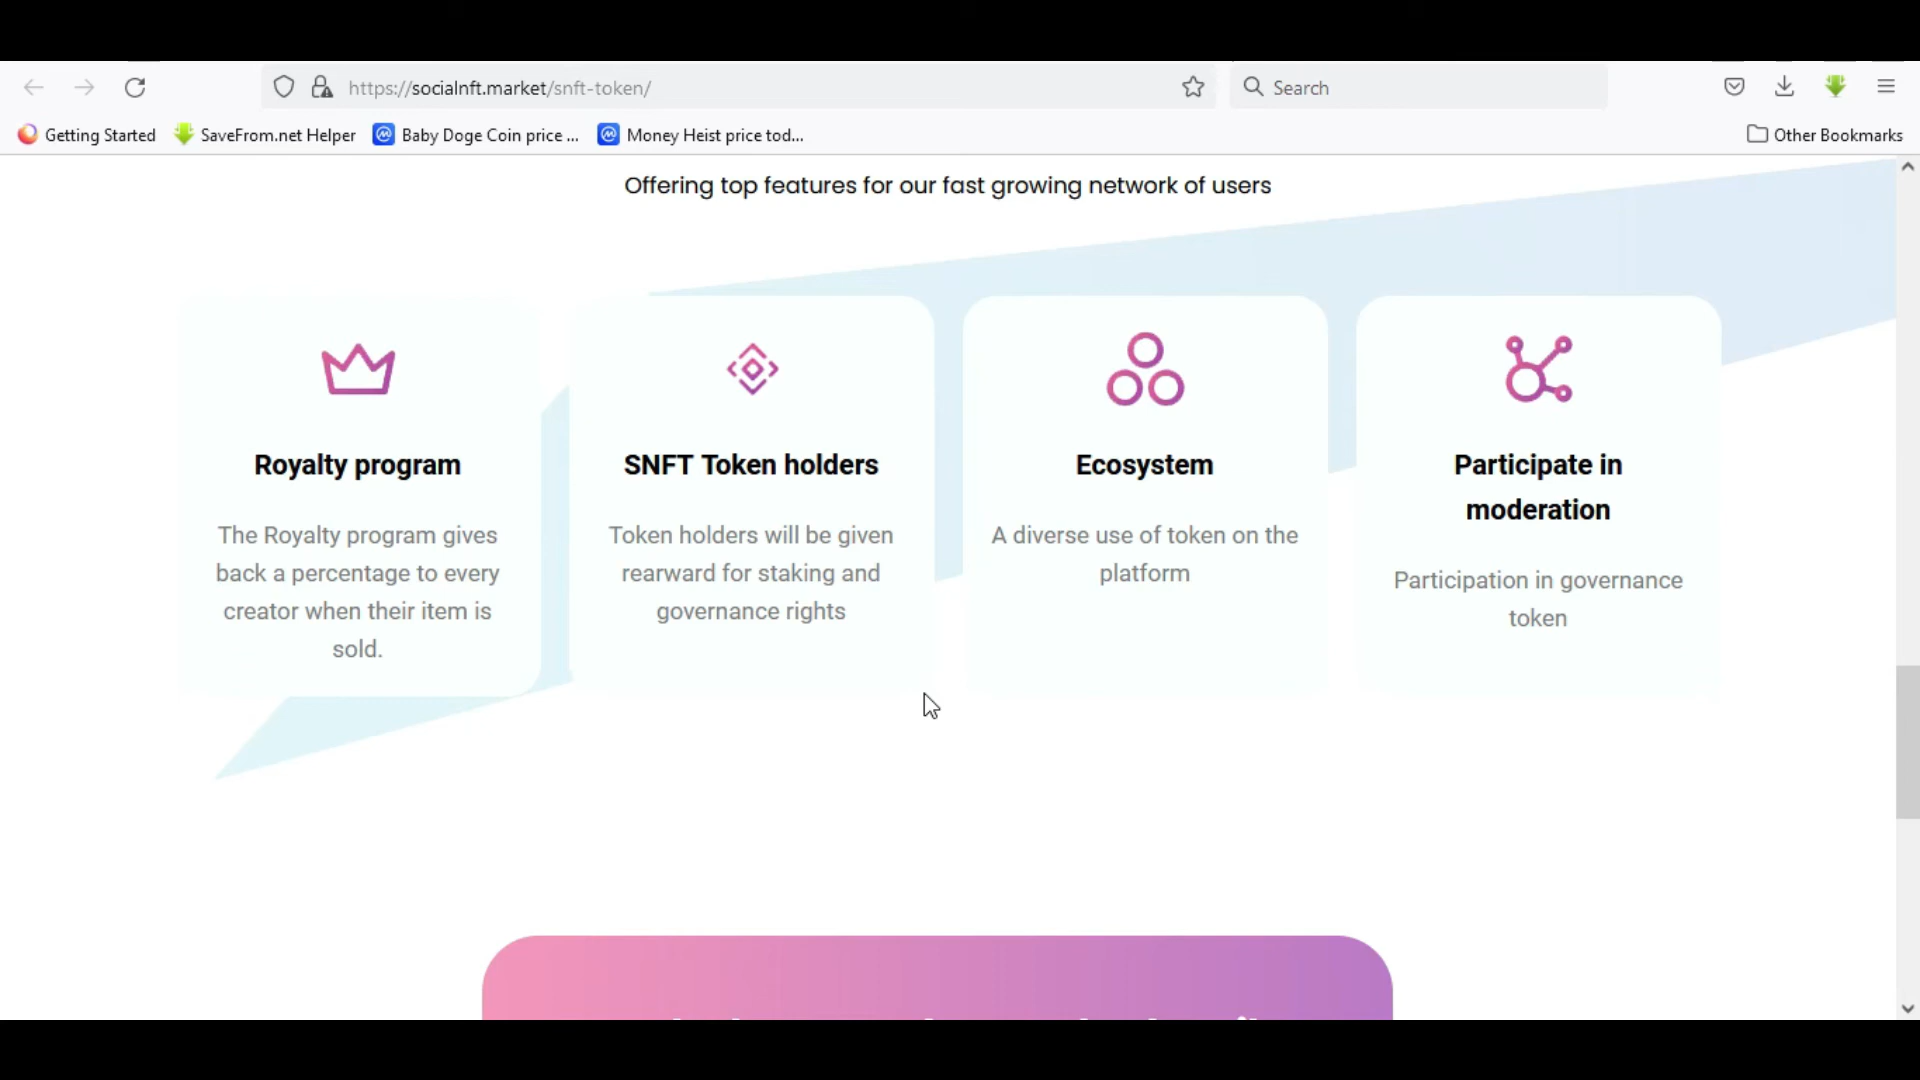 https://socialnft.market/snft-token/
Search
Getting Started
SaveFrom.net Helper
Baby Doge Coin price ...
Money Heist price tod...
Other Bookmarks
Offering top features for our fast growing network of users
Royalty program
The Royalty program gives
back a percentage to every
creator when their item is
sold.
SNFT Token holders
Token holders will be given
rearward for staking and
governance rights
Ecosystem
A diverse use of token on the
platform
Participate in
moderation
Participation in governance
token